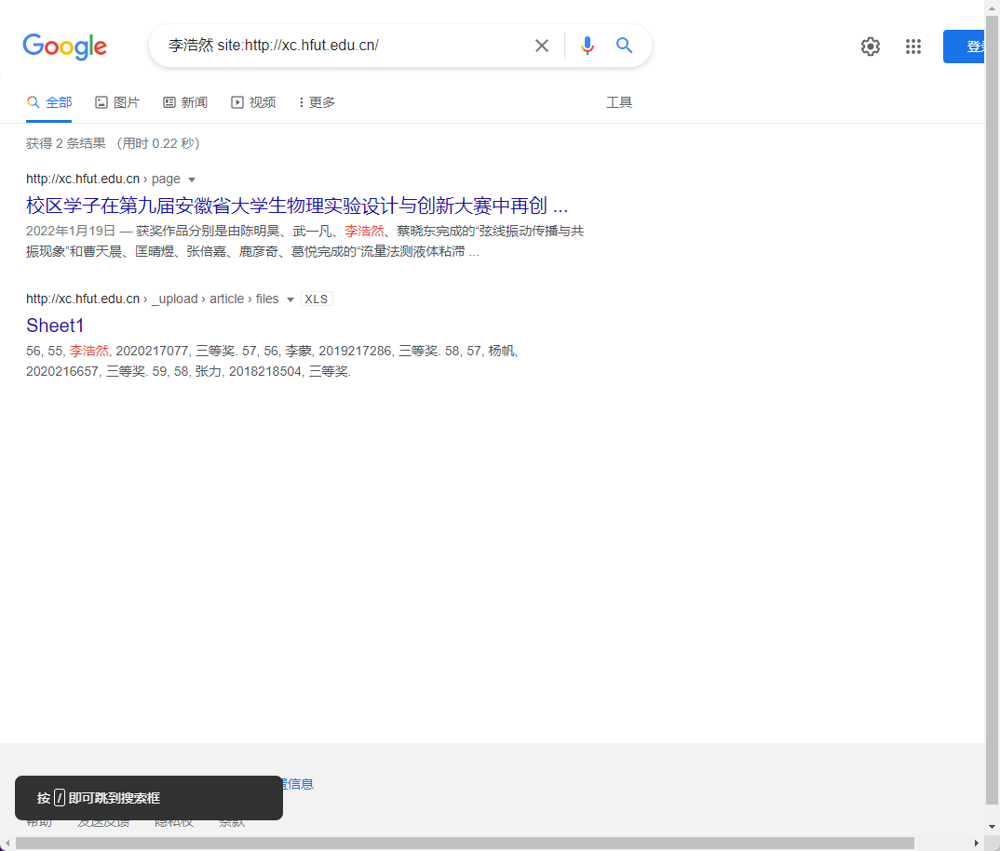 Google
李浩然 site:http://xc.hfut.edu.cn/
全部 图片 新闻 视频 更多 工具
获得 2 条结果 （用时 0.22 秒）
http://xc.hfut.edu.cn › page
校区学子在第九届安徽省大学生物理实验设计与创新大赛中再创 ...
2022年1月19日 — 获奖作品分别是由陈明昊、武一凡、李浩然、蔡晓东完成的“弦线振动传播与共
振现象”和曹天晨、匡晴煜、张倍嘉、鹿彦奇、葛悦完成的“流量法测液体粘滞 ...
http://xc.hfut.edu.cn › _upload › article › files XLS
Sheet1
56, 55, 李浩然, 2020217077, 三等奖. 57, 56, 李蒙, 2019217286, 三等奖. 58, 57, 杨帆,
2020216657, 三等奖. 59, 58, 张力, 2018218504, 三等奖.
信息
按 / 即可跳到搜索框
帮助 发送反馈 隐私权 条款